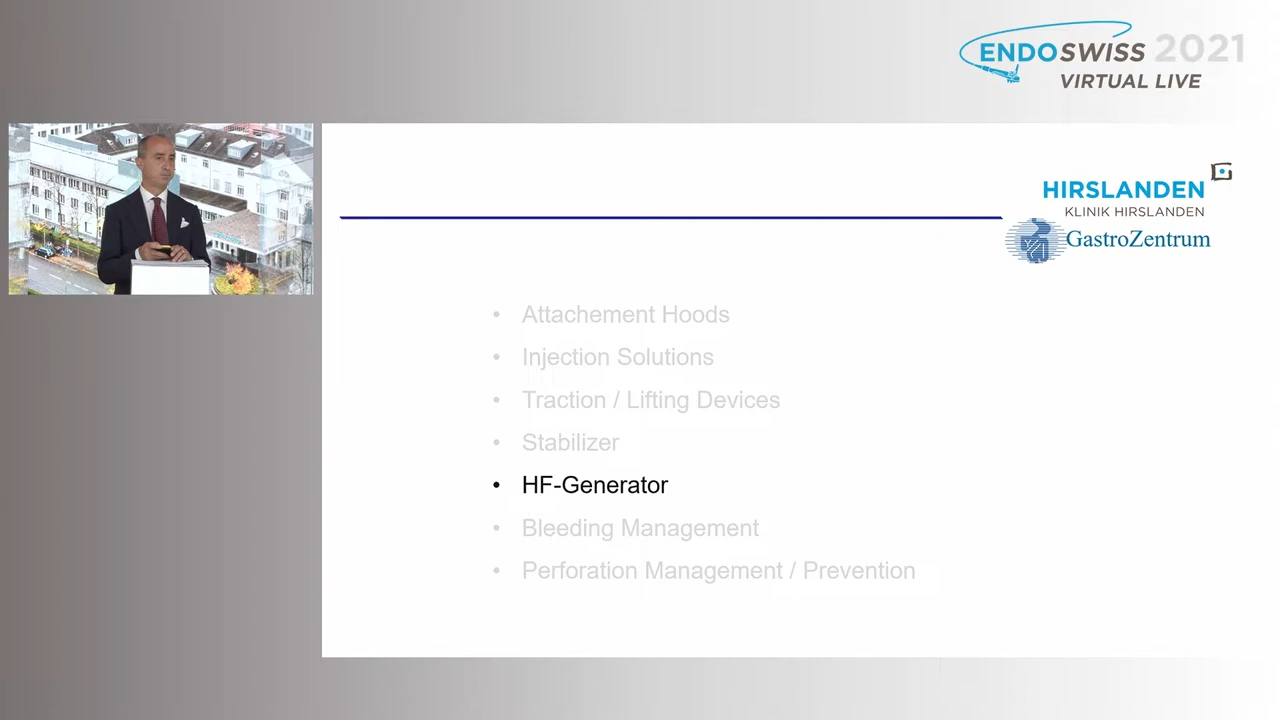 ENDOSWISS 2021
VIRTUAL LIVE
HIRSLANDEN
KLINIK HIRSLANDEN
GastroZentrum
• Attachement Hoods
• Injection Solutions
• Traction / Lifting Devices
• Stabilizer
• HF-Generator
• Bleeding Management
• Perforation Management / Prevention